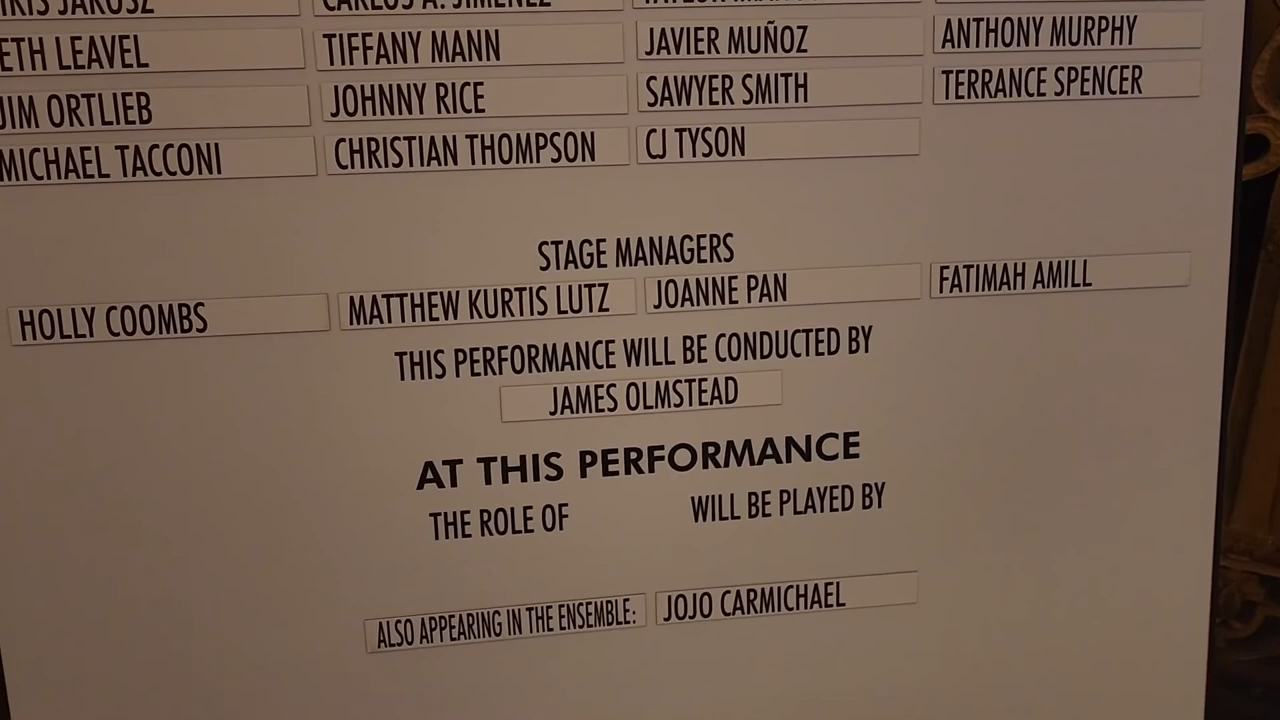 CARLOS A. JIMENEZ
ETH LEAVEL TIFFANY MANN JAVIER MUÑOZ ANTHONY MURPHY
JIM ORTLIEB JOHNNY RICE SAWYER SMITH TERRANCE SPENCER
MICHAEL TACCONI CHRISTIAN THOMPSON CJ TYSON
STAGE MANAGERS
HOLLY COOMBS MATTHEW KURTIS LUTZ JOANNE PAN FATIMAH AMILL
THIS PERFORMANCE WILL BE CONDUCTED BY
JAMES OLMSTEAD
AT THIS PERFORMANCE
THE ROLE OF WILL BE PLAYED BY
ALSO APPEARING IN THE ENSEMBLE: JOJO CARMICHAEL